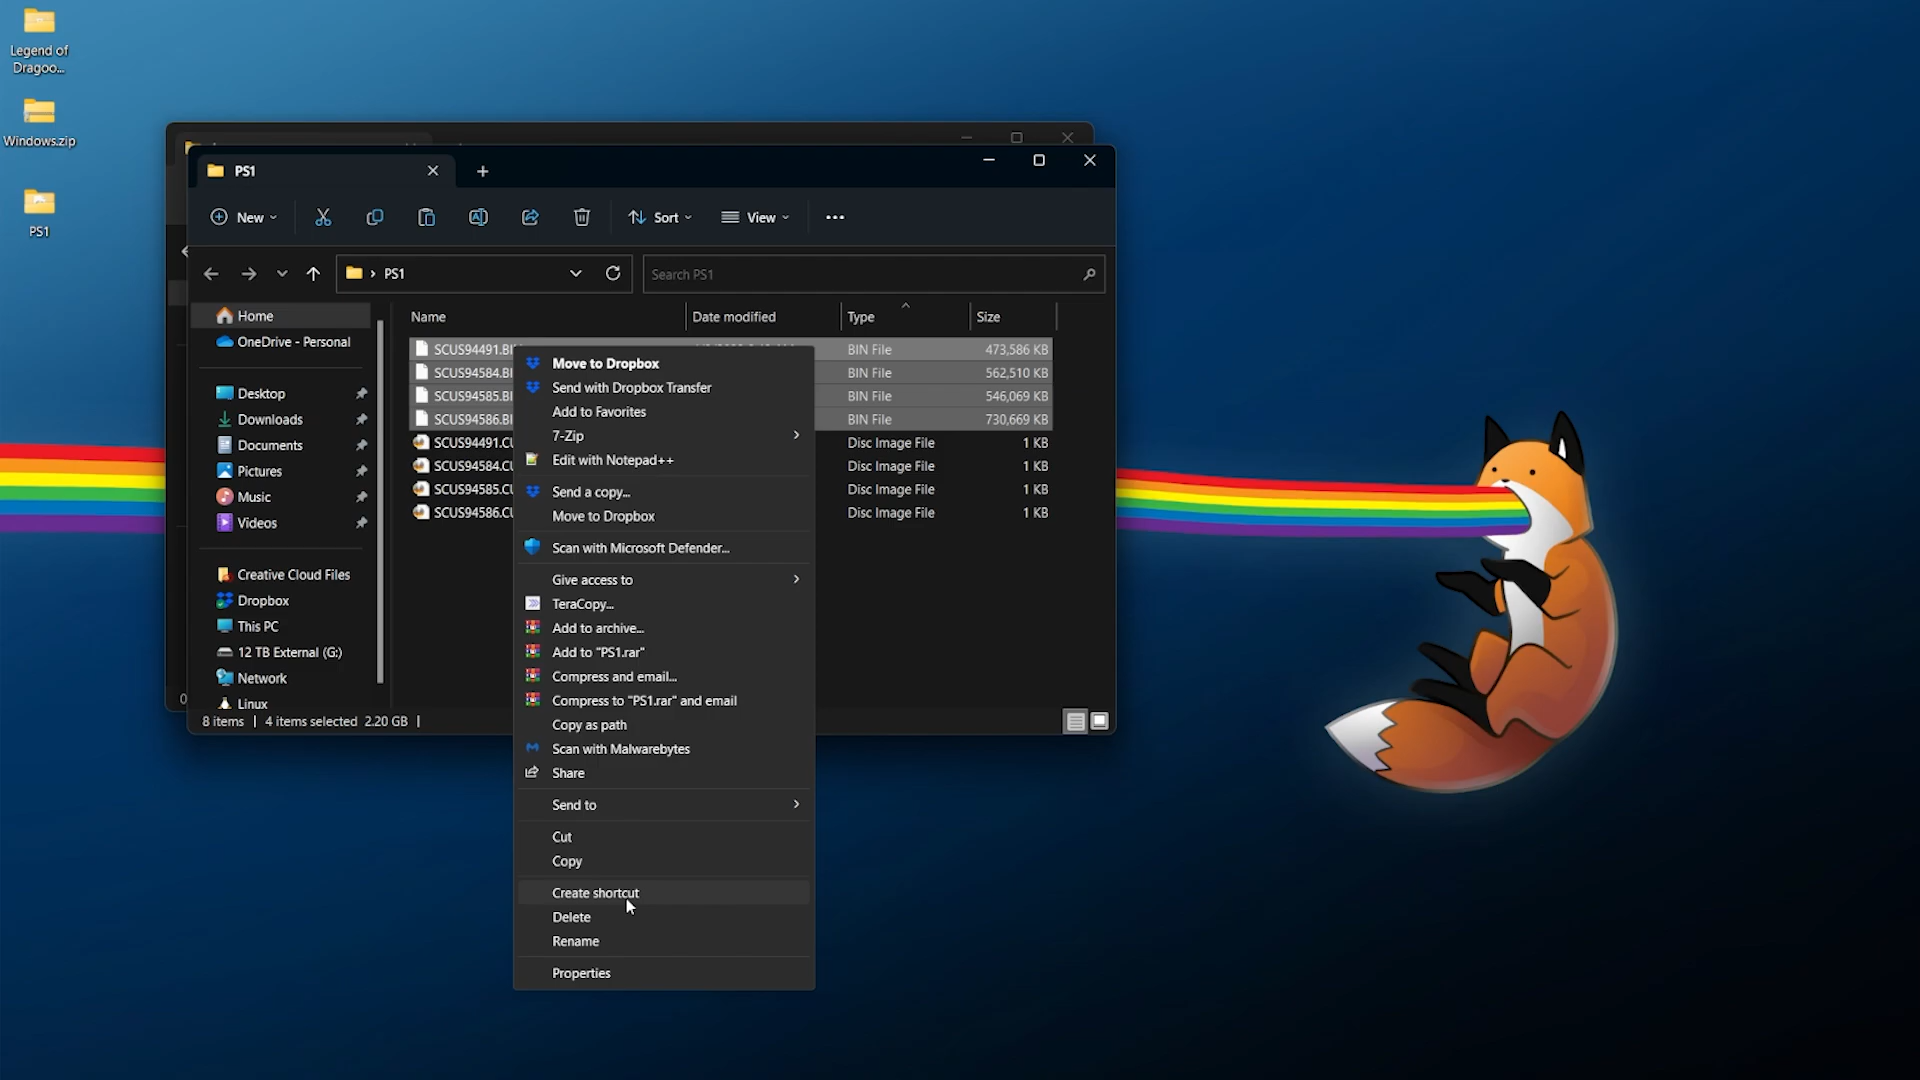 Legend of
Dragoo...
Windows.zip
PS1
PS1
New
Sort
View
PS1
Search PS1
Name
Date modified
Type
Size
Home
OneDrive - Personal
Desktop
Downloads
Documents
Pictures
Music
Videos
Creative Cloud Files
Dropbox
This PC
12 TB External (G:)
Network
Linux
SCUS94491.BI BIN File 473,586 KB
SCUS94584.BI BIN File 562,510 KB
SCUS94585.BI BIN File 546,069 KB
SCUS94586.BI BIN File 730,669 KB
SCUS94491.CU Disc Image File 1 KB
SCUS94584.CU Disc Image File 1 KB
SCUS94585.CU Disc Image File 1 KB
SCUS94586.CU Disc Image File 1 KB
Move to Dropbox
Send with Dropbox Transfer
Add to Favorites
7-Zip
Edit with Notepad++
Send a copy...
Move to Dropbox
Scan with Microsoft Defender...
Give access to
TeraCopy...
Add to archive...
Add to "PS1.rar"
Compress and email...
Compress to "PS1.rar" and email
Copy as path
Scan with Malwarebytes
Share
Send to
Cut
Copy
Create shortcut
Delete
Rename
Properties
8 items | 4 items selected 2.20 GB |